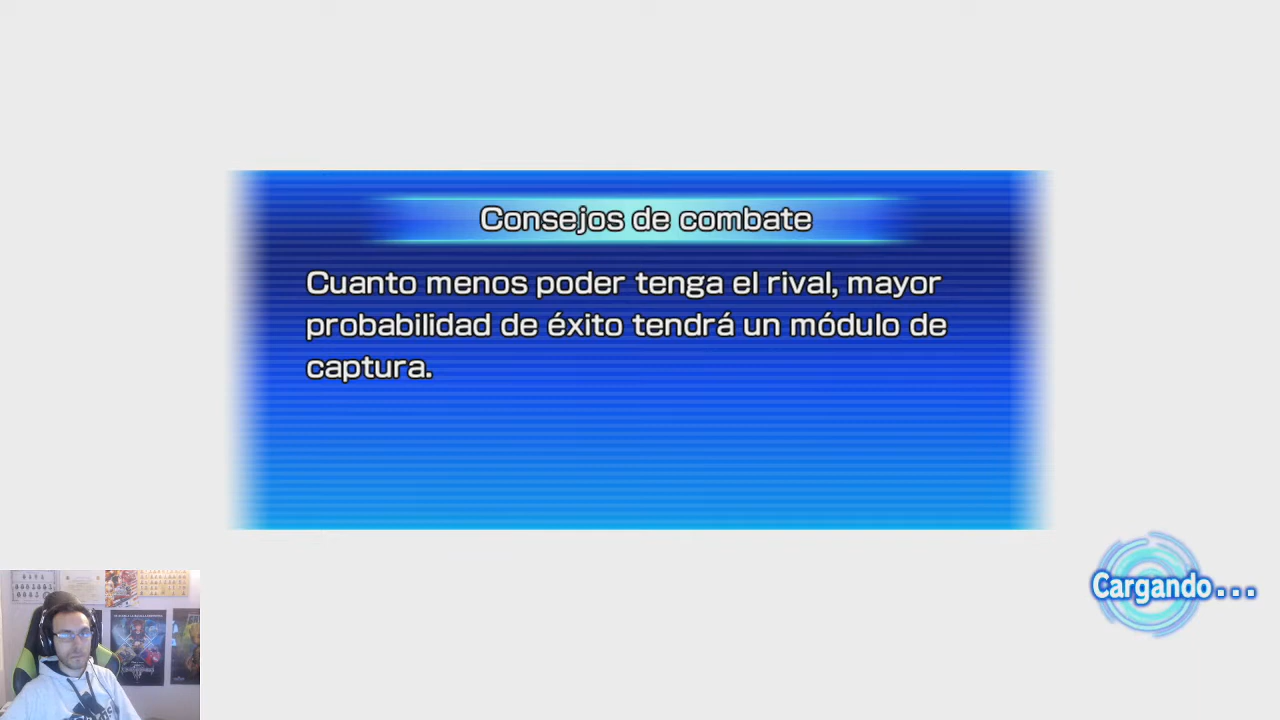 Consejos de combate
Cuanto menos poder tenga el rival, mayor
probabilidad de éxito tendrá un módulo de
captura.
Cargando...